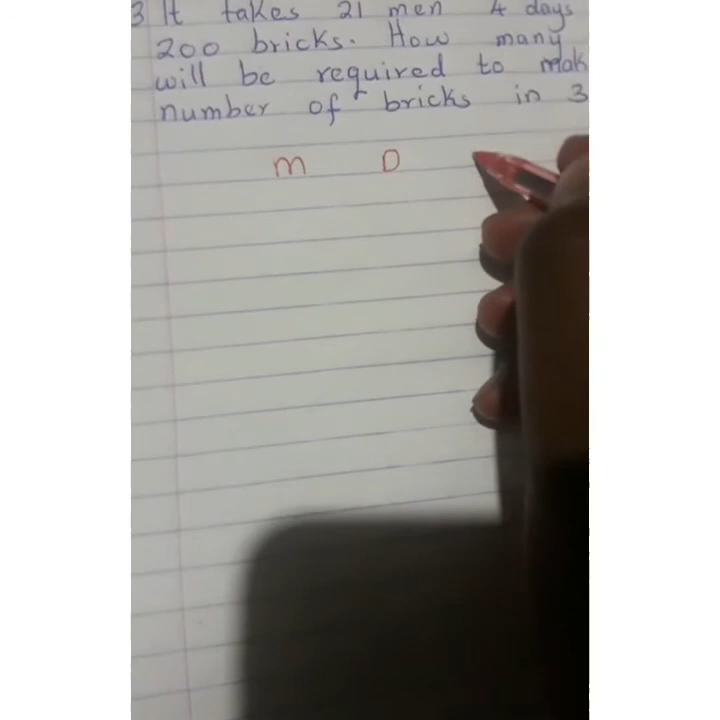 3 It takes 21 men 4 days
200 bricks. How many
will be required to mak
number of bricks in 3
m D